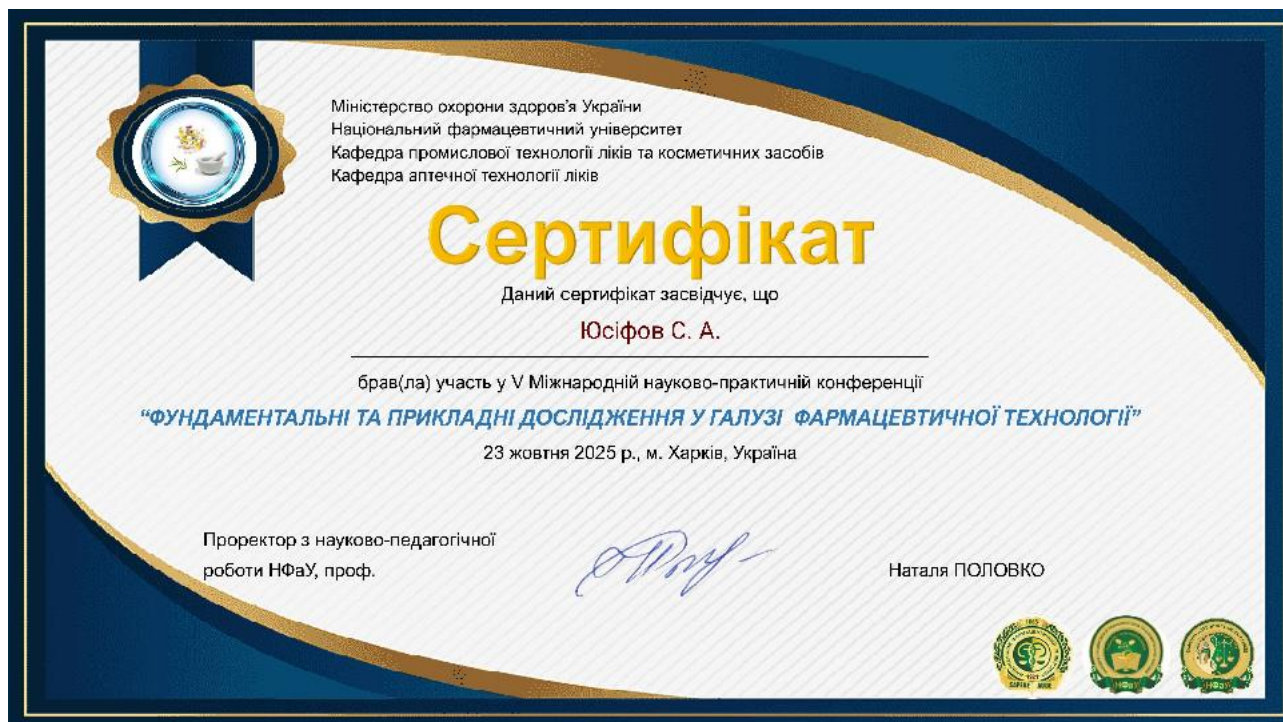 Міністерство охорони здоров'я України
Національний фармацевтичний університет
Кафедра промислової технології ліків та косметичних засобів
Кафедра аптечної технології ліків
Сертифікат
Даний сертифікат засвідчує, що
Юсіфов С. А.
брав(ла) участь у V Міжнародній науково-практичній конференції
“ФУНДАМЕНТАЛЬНІ ТА ПРИКЛАДНІ ДОСЛІДЖЕННЯ У ГАЛУЗІ ФАРМАЦЕВТИЧНОЇ ТЕХНОЛОГІЇ”
23 жовтня 2025 р., м. Харків, Україна
Проректор з науково-педагогічної
роботи НФаУ, проф.
Наталя ПОЛОВКО
НФаУ
НФаУ